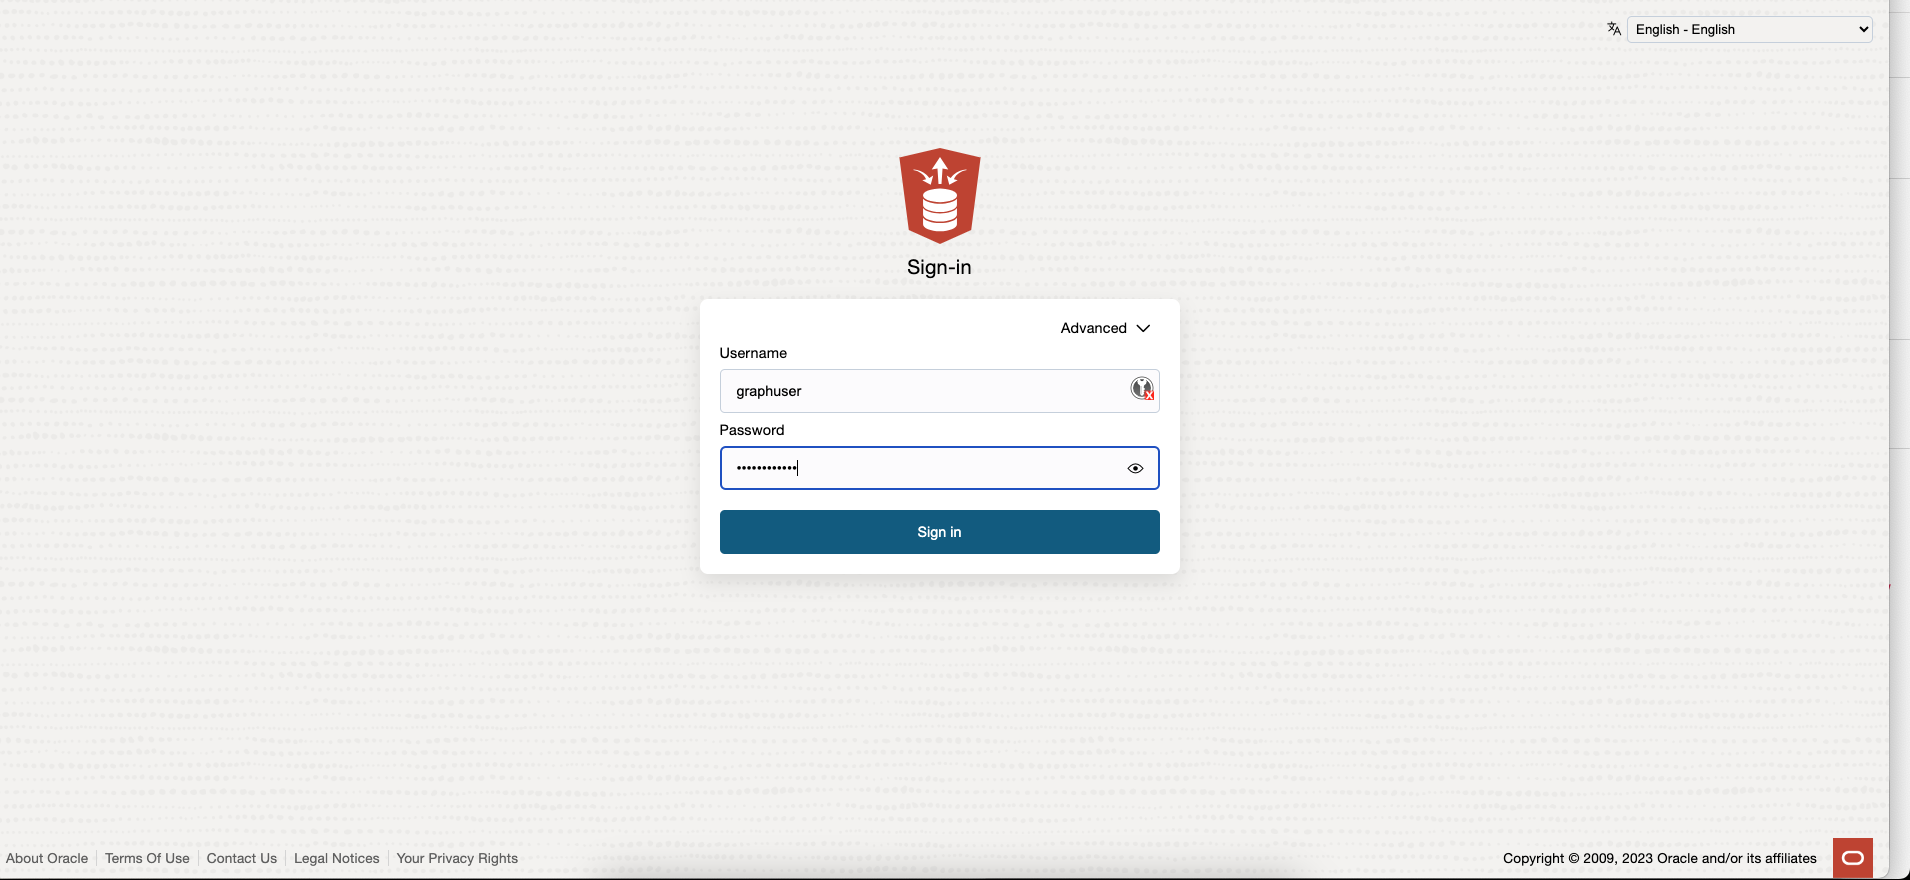 English - English
Sign-in
Advanced
Username
graphuser
Password
••••••••••••
Sign in
About Oracle Terms Of Use Contact Us Legal Notices Your Privacy Rights
Copyright © 2009, 2023 Oracle and/or its affiliates